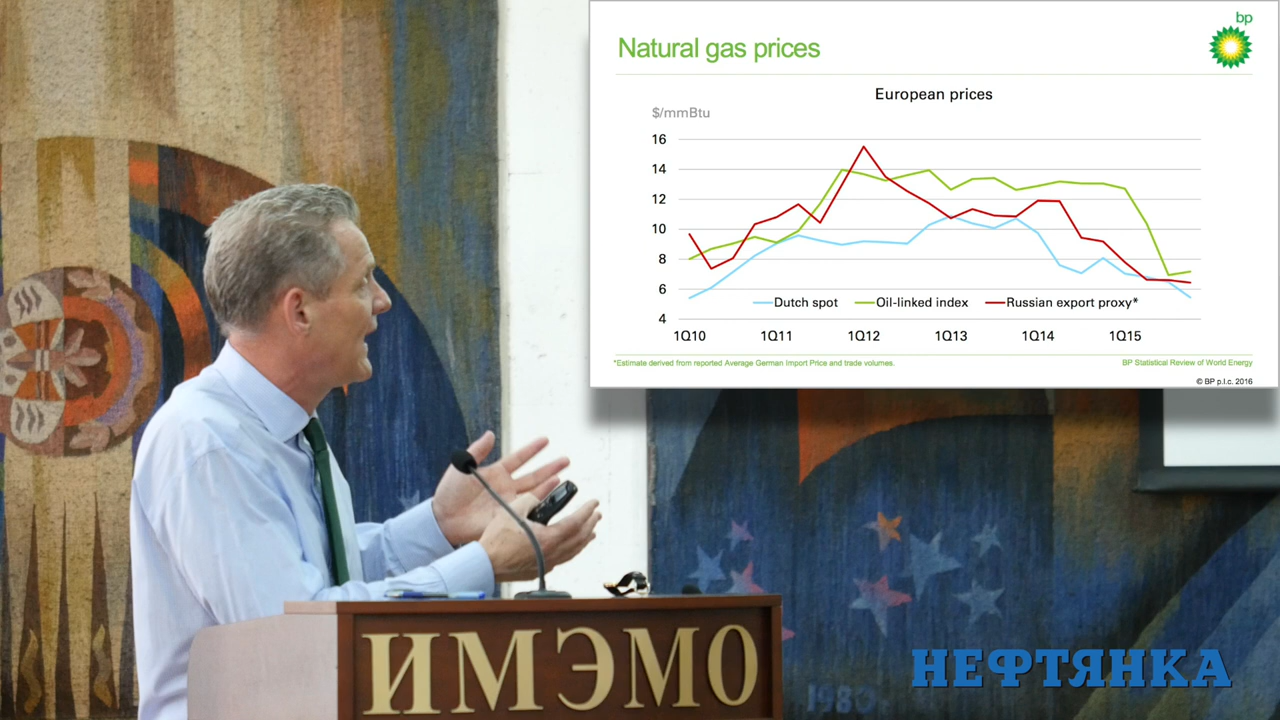 bp
Natural gas prices
European prices
$/mmBtu
16
14
12
10
8
6
4
Dutch spot Oil-linked index Russian export proxy*
1Q10 1Q11 1Q12 1Q13 1Q14 1Q15
*Estimate derived from reported Average German Import Price and trade volumes.
BP Statistical Review of World Energy
© BP p.l.c. 2016
ИМЭМО
НЕФТЯНКА
1980